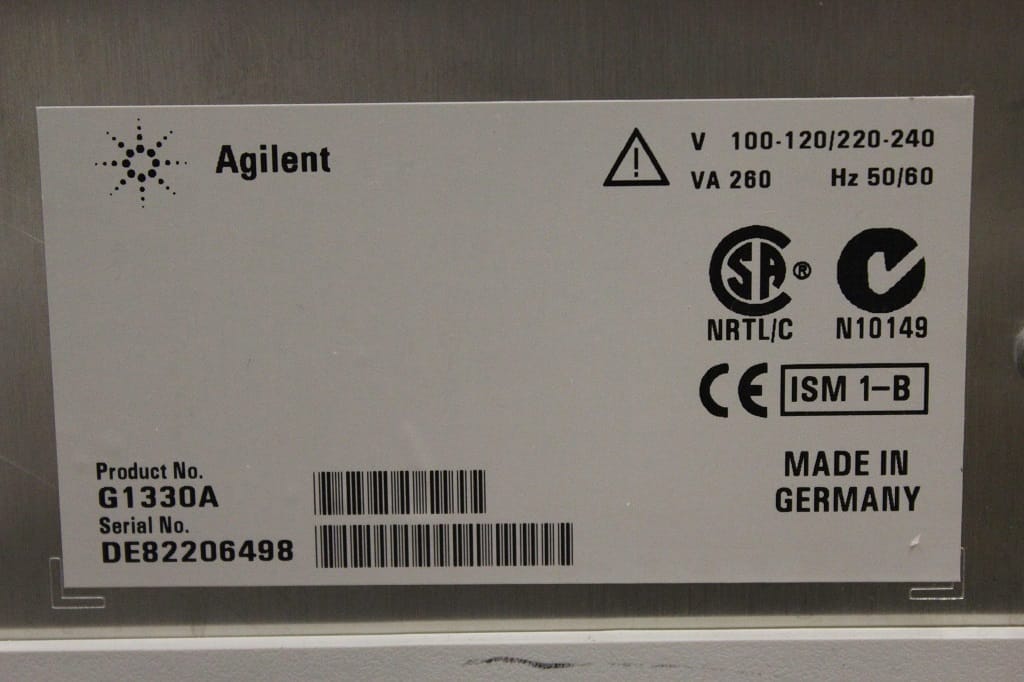 Agilent
V 100-120/220-240
VA 260 Hz 50/60
SA ®
NRTL/C
N10149
CE ISM 1-B
MADE IN
GERMANY
Product No.
G1330A
Serial No.
DE82206498